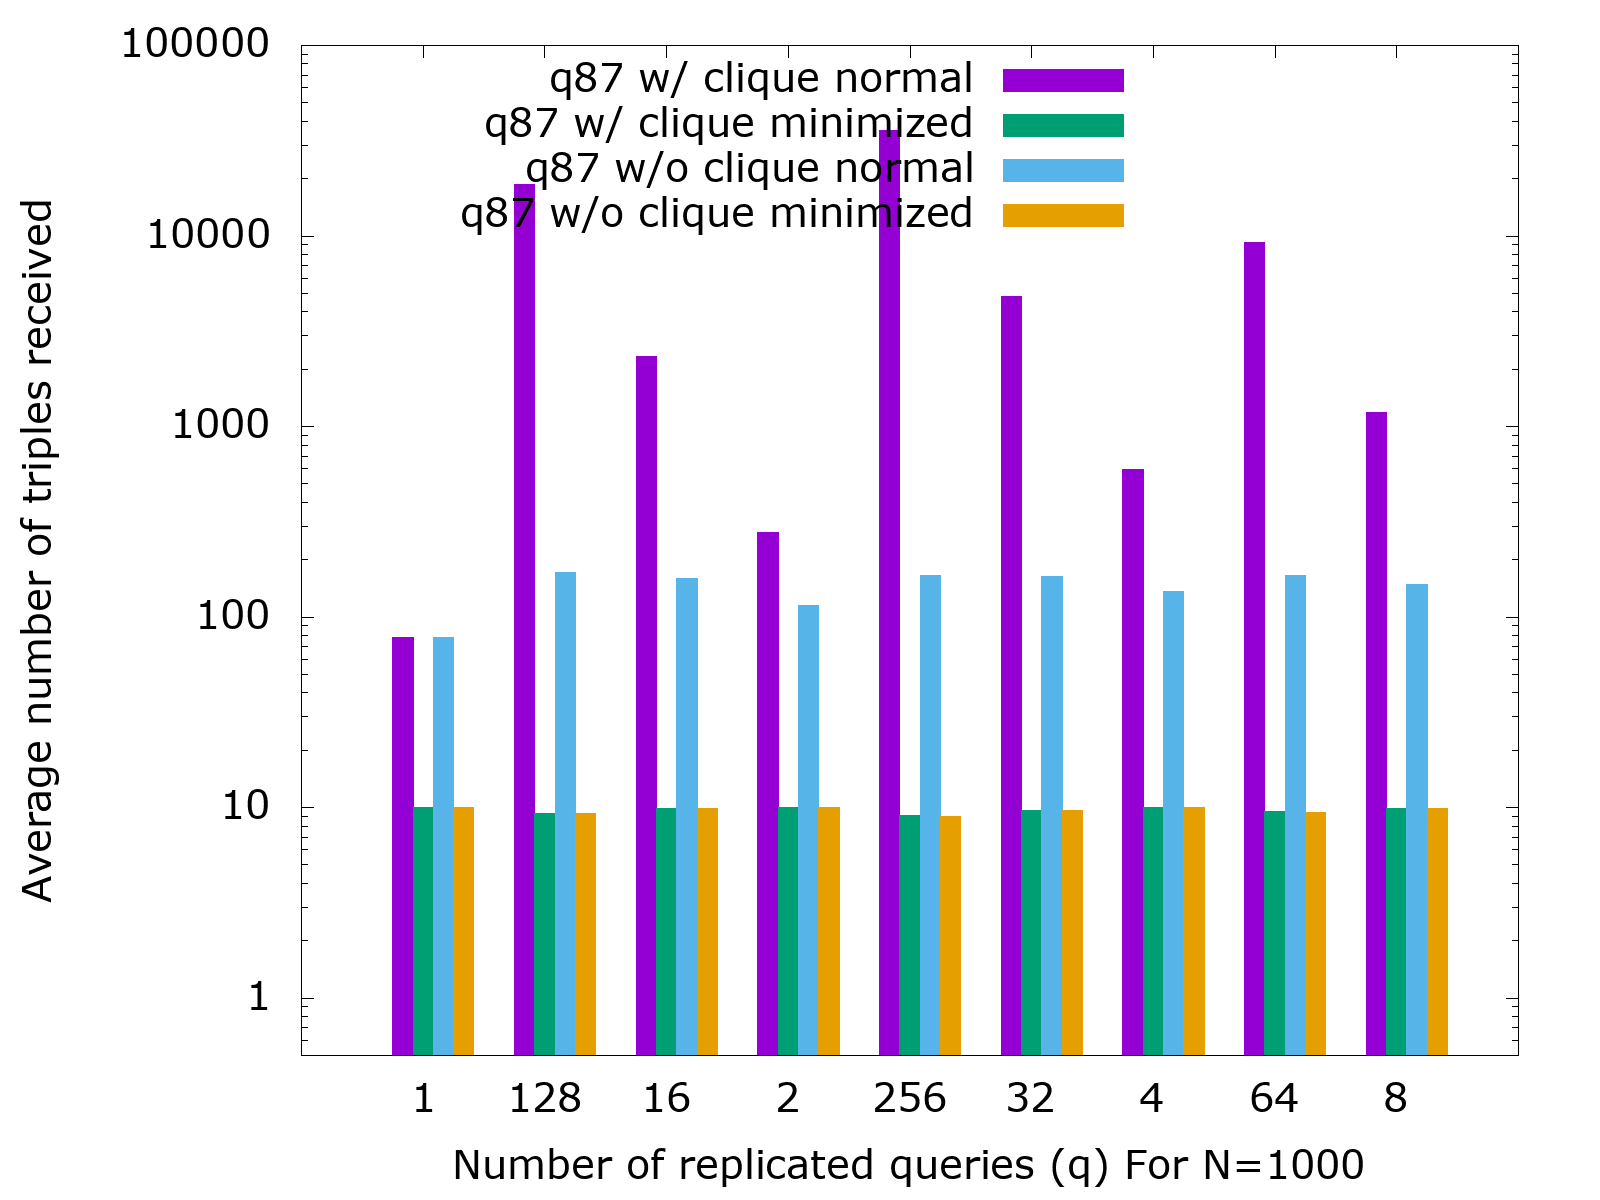 100000
10000
1000
100
10
1
Average number of triples received
q87 w/ clique normal
q87 w/ clique minimized
q87 w/o clique normal
q87 w/o clique minimized
1 128 16 2 256 32 4 64 8
Number of replicated queries (q) For N=1000